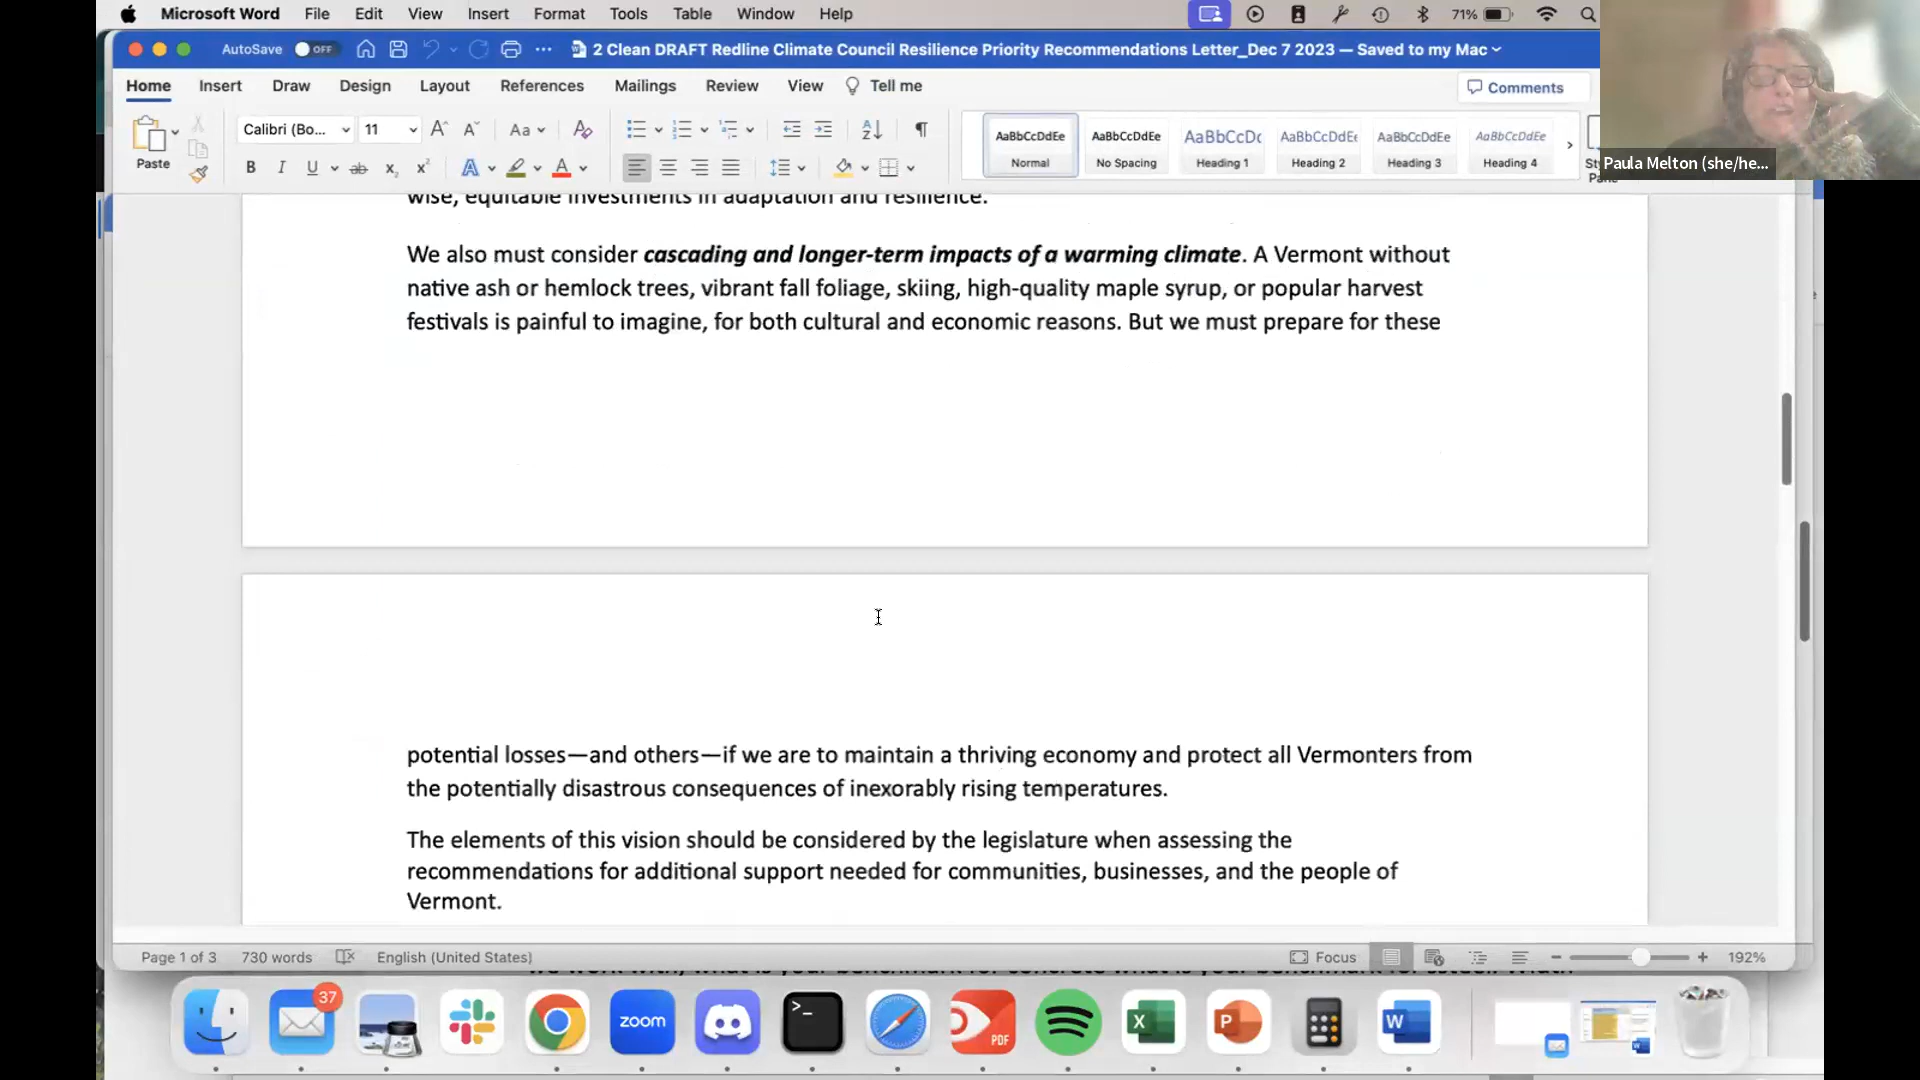 Microsoft Word File Edit View Insert Format Tools Table Window Help 71%
AutoSave OFF 2 Clean DRAFT Redline Climate Council Resilience Priority Recommendations Letter_Dec 7 2023 — Saved to my Mac
Home Insert Draw Design Layout References Mailings Review View Tell me Comments
Paste Calibri (Bo... 11
AaBbCcDdEe AaBbCcDdEe AaBbCcDc AaBbCcDdEe AaBbCcDdEe AaBbCcDdEe
Normal No Spacing Heading 1 Heading 2 Heading 3 Heading 4
Paula Melton (she/he...
wise, equitable investments in adaptation and resilience.
We also must consider cascading and longer-term impacts of a warming climate. A Vermont without
native ash or hemlock trees, vibrant fall foliage, skiing, high-quality maple syrup, or popular harvest
festivals is painful to imagine, for both cultural and economic reasons. But we must prepare for these
potential losses—and others—if we are to maintain a thriving economy and protect all Vermonters from
the potentially disastrous consequences of inexorably rising temperatures.
The elements of this vision should be considered by the legislature when assessing the
recommendations for additional support needed for communities, businesses, and the people of
Vermont.
Page 1 of 3 730 words English (United States) Focus 192%
37
zoom
PDF